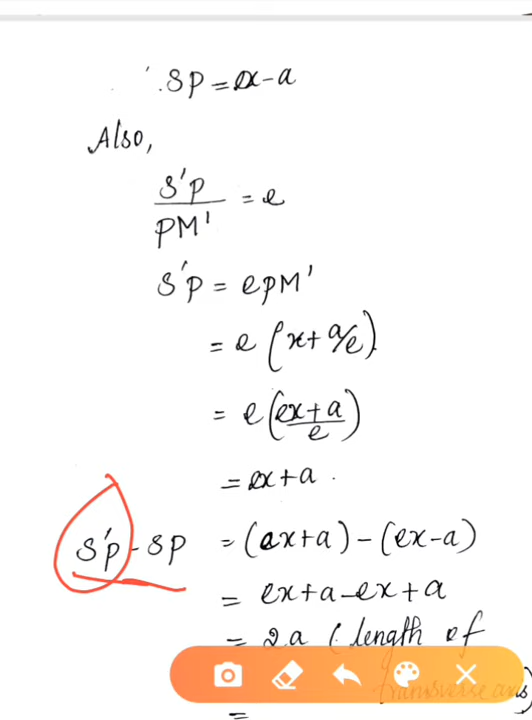 ∴ SP = ex - a
Also,
S'P / PM' = e
S'P = ePM'
= e (x + a/e)
= e ((ex + a)/e)
= ex + a.
S'P - SP = (ex + a) - (ex - a)
= ex + a - ex + a
= 2a (length of
transverse axis)
=